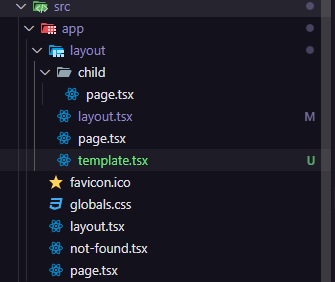 src
app
layout
child
page.tsx
layout.tsx M
page.tsx
template.tsx U
favicon.ico
globals.css
layout.tsx
not-found.tsx
page.tsx